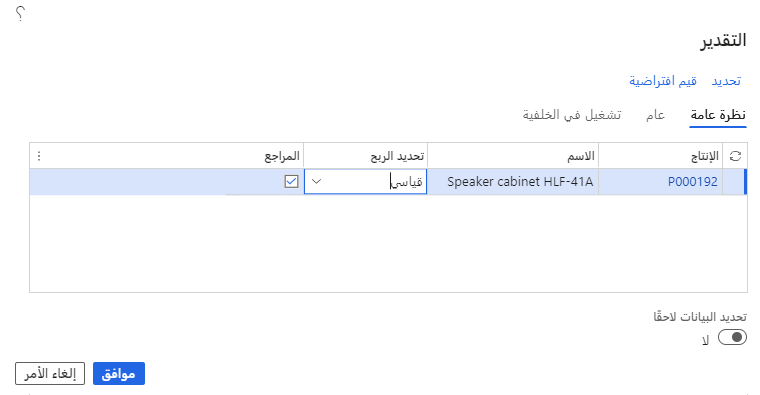 ؟
التقدير
تحديد قيم افتراضية
نظرة عامة عام تشغيل في الخلفية
الإنتاج الاسم تحديد الربح المراجع
P000192 Speaker cabinet HLF-41A قياسي
تحديد البيانات لاحقًا
لا
موافق إلغاء الأمر